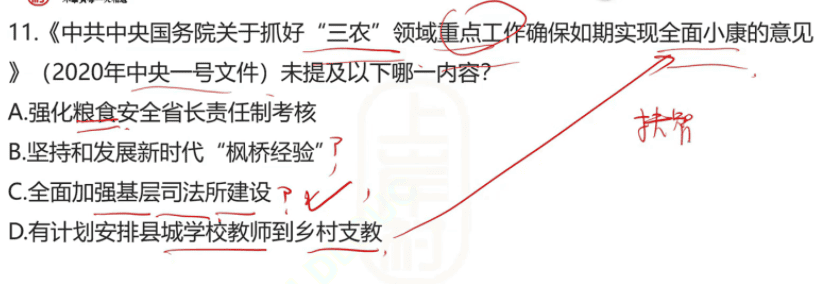 11.《中共中央国务院关于抓好“三农”领域重点工作确保如期实现全面小康的意见
》（2020年中央一号文件）未提及以下哪一内容？
A.强化粮食安全省长责任制考核
B.坚持和发展新时代“枫桥经验”?
C.全面加强基层司法所建设?
D.有计划安排县城学校教师到乡村支教
扶智